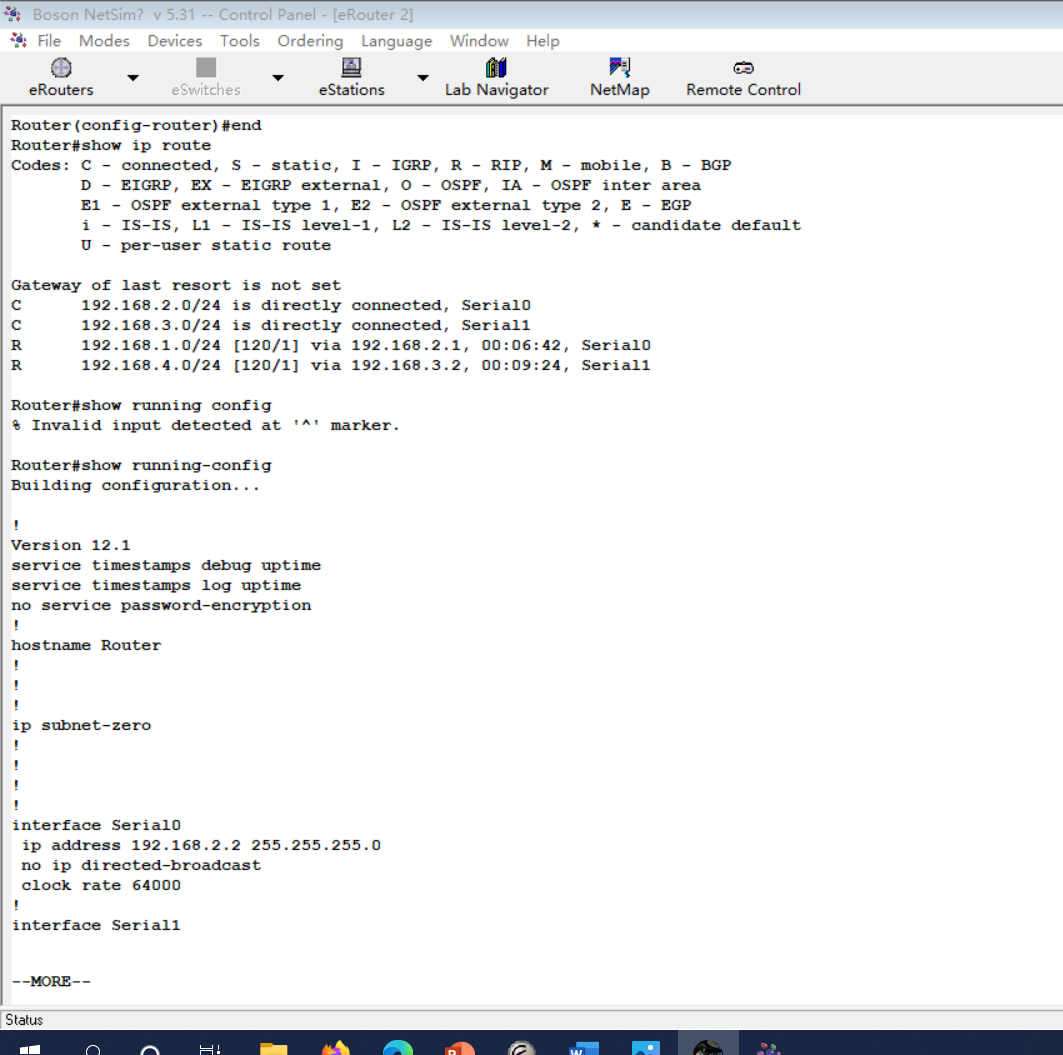 Boson NetSim? v 5.31 -- Control Panel - [eRouter 2]
File Modes Devices Tools Ordering Language Window Help
eRouters eSwitches eStations Lab Navigator NetMap Remote Control
Router(config-router)#end
Router#show ip route
Codes: C - connected, S - static, I - IGRP, R - RIP, M - mobile, B - BGP
D - EIGRP, EX - EIGRP external, O - OSPF, IA - OSPF inter area
E1 - OSPF external type 1, E2 - OSPF external type 2, E - EGP
i - IS-IS, L1 - IS-IS level-1, L2 - IS-IS level-2, * - candidate default
U - per-user static route
Gateway of last resort is not set
C 192.168.2.0/24 is directly connected, Serial0
C 192.168.3.0/24 is directly connected, Serial1
R 192.168.1.0/24 [120/1] via 192.168.2.1, 00:06:42, Serial0
R 192.168.4.0/24 [120/1] via 192.168.3.2, 00:09:24, Serial1
Router#show running config
% Invalid input detected at '^' marker.
Router#show running-config
Building configuration...
!
Version 12.1
service timestamps debug uptime
service timestamps log uptime
no service password-encryption
!
hostname Router
!
!
!
ip subnet-zero
!
!
!
!
interface Serial0
ip address 192.168.2.2 255.255.255.0
no ip directed-broadcast
clock rate 64000
!
interface Serial1
--MORE--
Status